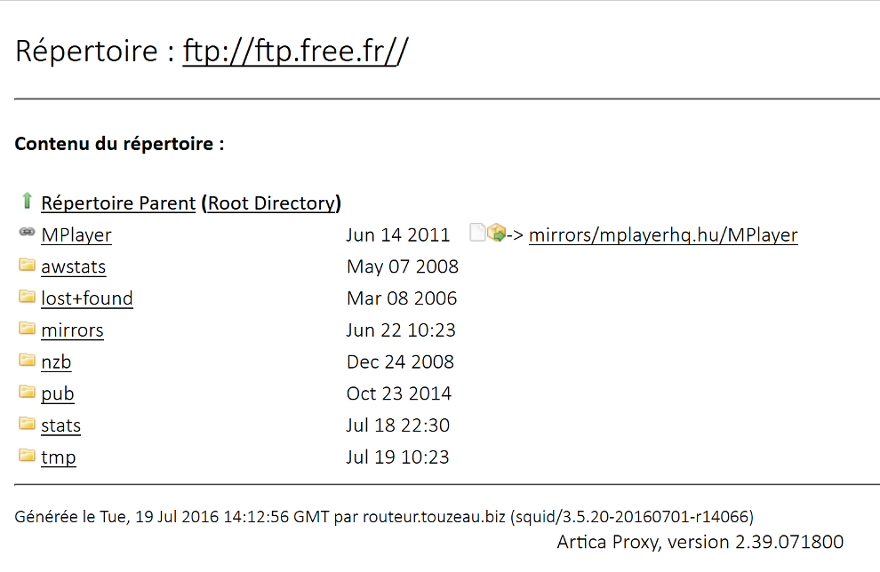 Répertoire : ftp://ftp.free.fr//
Contenu du répertoire :
Répertoire Parent (Root Directory)
MPlayer Jun 14 2011 -> mirrors/mplayerhq.hu/MPlayer
awstats May 07 2008
lost+found Mar 08 2006
mirrors Jun 22 10:23
nzb Dec 24 2008
pub Oct 23 2014
stats Jul 18 22:30
tmp Jul 19 10:23
Générée le Tue, 19 Jul 2016 14:12:56 GMT par routeur.touzeau.biz (squid/3.5.20-20160701-r14066)
Artica Proxy, version 2.39.071800